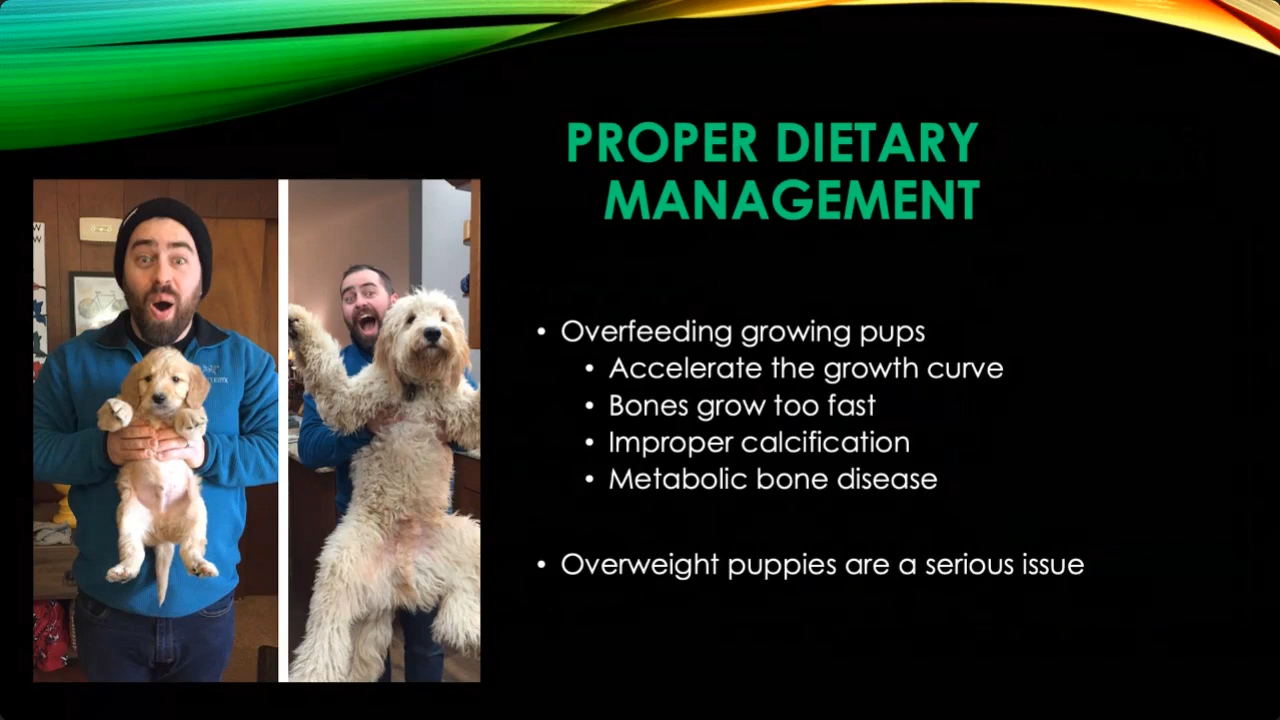 PROPER DIETARY
MANAGEMENT
• Overfeeding growing pups
• Accelerate the growth curve
• Bones grow too fast
• Improper calcification
• Metabolic bone disease
• Overweight puppies are a serious issue